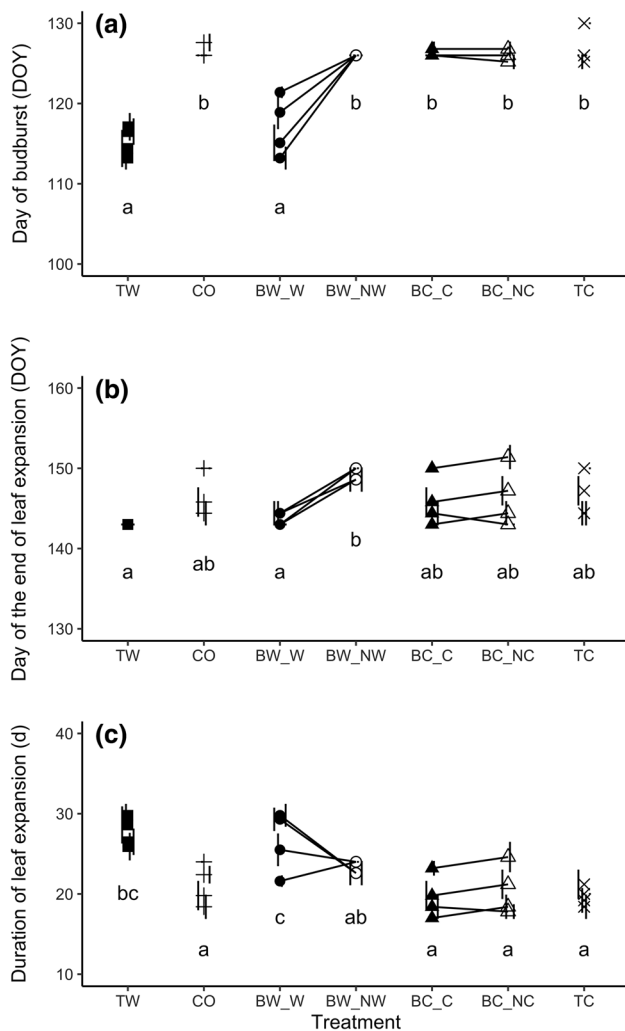 (a)
Day of budburst (DOY)
130
120
110
100
a
b
a
b
b
b
b
TW CO BW_W BW_NW BC_C BC_NC TC
(b)
Day of the end of leaf expansion (DOY)
160
150
140
130
a
ab
a
b
ab
ab
ab
TW CO BW_W BW_NW BC_C BC_NC TC
(c)
Duration of leaf expansion (d)
40
30
20
10
bc
a
c
ab
a
a
a
TW CO BW_W BW_NW BC_C BC_NC TC
Treatment